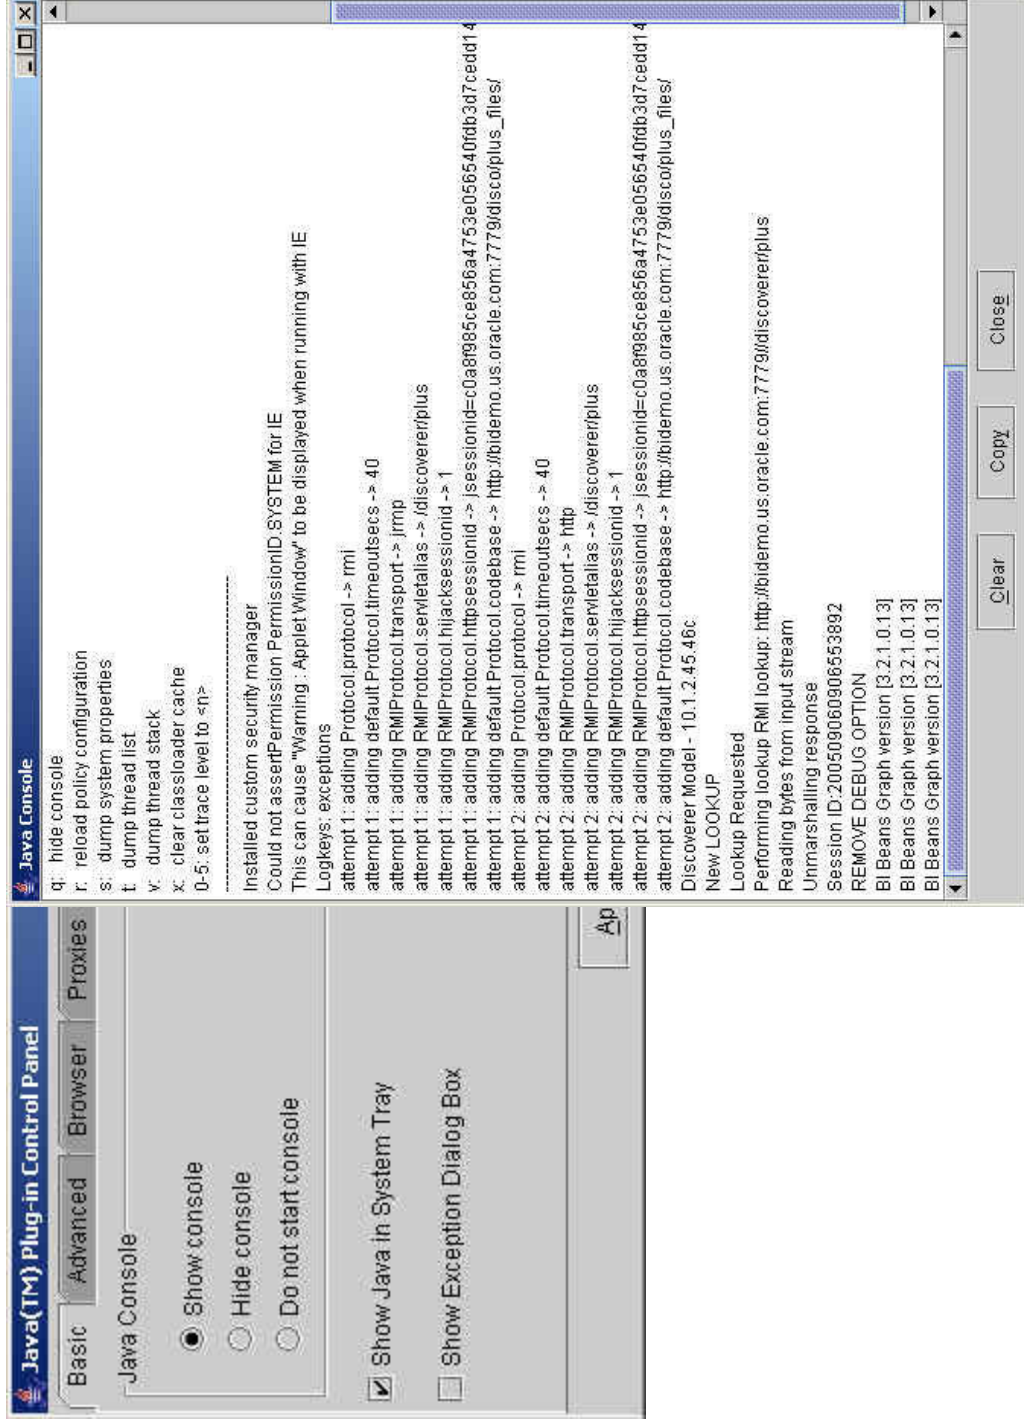 Java(TM) Plug-in Control Panel
Basic
Advanced
Browser
Proxies
Java Console
Show console
Hide console
Do not start console
Show Java in System Tray
Show Exception Dialog Box
Ap
Java Console
q: hide console
r: reload policy configuration
s: dump system properties
t: dump thread list
v: dump thread stack
x: clear classloader cache
0-5: set trace level to <n>
----------------------------------------------------------------
Installed custom security manager
Could not assertPermission PermissionID.SYSTEM for IE
This can cause "Warning : Applet Window" to be displayed when running with IE
Logkeys: exceptions
attempt 1: adding Protocol.protocol -> rmi
attempt 1: adding default Protocol.timeoutsecs -> 40
attempt 1: adding RMIProtocol.transport -> jrmp
attempt 1: adding RMIProtocol.servletalias -> /discoverer/plus
attempt 1: adding RMIProtocol.hijacksessionid -> 1
attempt 1: adding RMIProtocol.httpsessionid -> jsessionid=c0a8f985ce856a4753e056540fdb3d7cedd14
attempt 1: adding default Protocol.codebase -> http://bidemo.us.oracle.com:7779/disco/plus_files/
attempt 2: adding Protocol.protocol -> rmi
attempt 2: adding default Protocol.timeoutsecs -> 40
attempt 2: adding RMIProtocol.transport -> http
attempt 2: adding RMIProtocol.servletalias -> /discoverer/plus
attempt 2: adding RMIProtocol.hijacksessionid -> 1
attempt 2: adding RMIProtocol.httpsessionid -> jsessionid=c0a8f985ce856a4753e056540fdb3d7cedd14
attempt 2: adding default Protocol.codebase -> http://bidemo.us.oracle.com:7779/disco/plus_files/
Discoverer Model - 10.1.2.45.46c
New LOOKUP
Lookup Requested
Performing lookup RMI lookup: http://bidemo.us.oracle.com:7779//discoverer/plus
Reading bytes from input stream
Unmarshalling response
Session ID:200509060906553892
REMOVE DEBUG OPTION
BI Beans Graph version [3.2.1.0.13]
BI Beans Graph version [3.2.1.0.13]
BI Beans Graph version [3.2.1.0.13]
Clear
Copy
Close